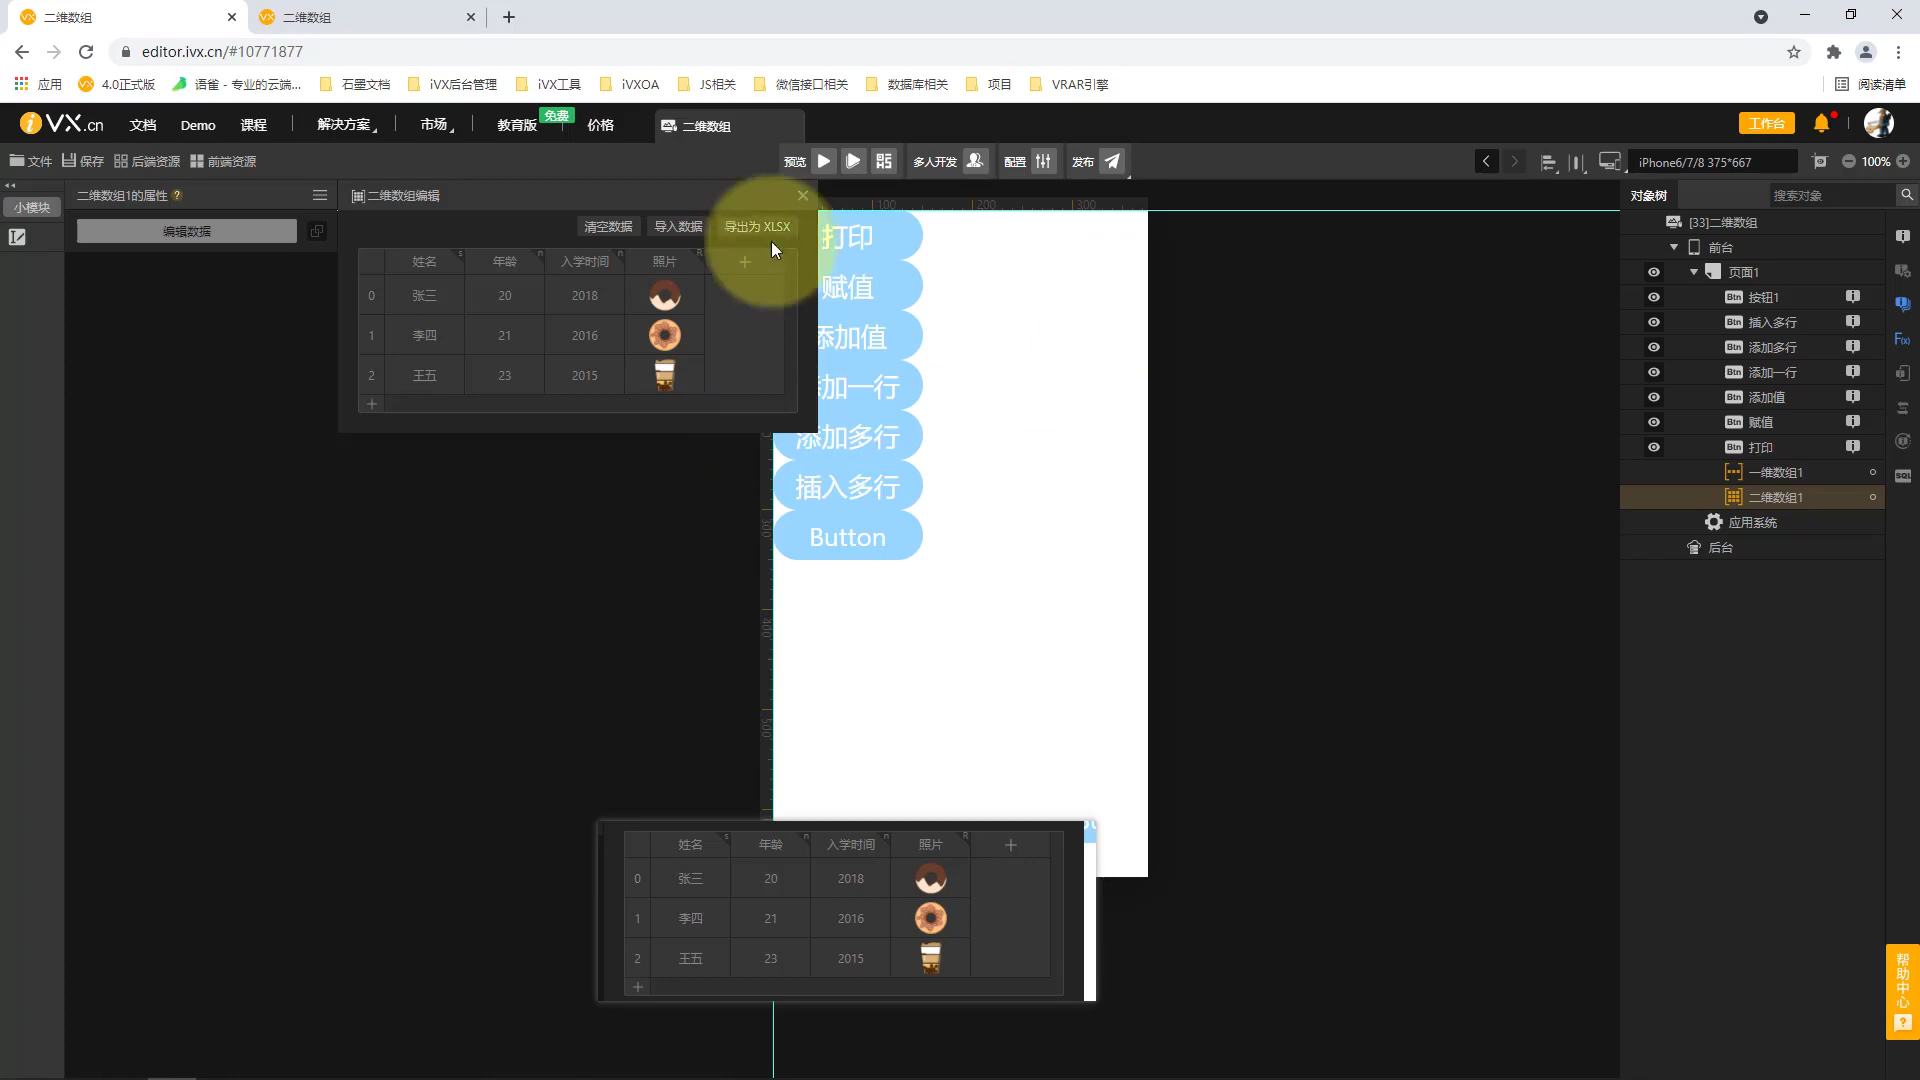 二维数组
二维数组
editor.ivx.cn/#10771877
应用
4.0正式版
语雀 - 专业的云端...
石墨文档
iVX后台管理
iVX工具
iVXOA
JS相关
微信接口相关
数据库相关
项目
VRAR引擎
阅读清单
iVX.cn
文档
Demo
课程
解决方案
市场
教育版
免费
价格
二维数组
工作台
文件
保存
后端资源
前端资源
预览
多人开发
配置
发布
iPhone6/7/8 375*667
100%
小模块
二维数组1的属性
编辑数据
二维数组编辑
清空数据
导入数据
导出为 XLSX
姓名 s 年龄 n 入学时间 n 照片 R
0 张三 20 2018
1 李四 21 2016
2 王五 23 2015
100
200
300
300
400
500
打印
赋值
添加值
加一行
添加多行
插入多行
Button
姓名 s 年龄 n 入学时间 n 照片 R
0 张三 20 2018
1 李四 21 2016
2 王五 23 2015
对象树
搜索对象
[33]二维数组
前台
页面1
Btn 按钮1
Btn 插入多行
Btn 添加多行
Btn 添加一行
Btn 添加值
Btn 赋值
Btn 打印
一维数组1
二维数组1
应用系统
后台
F(x)
SQL
帮助中心